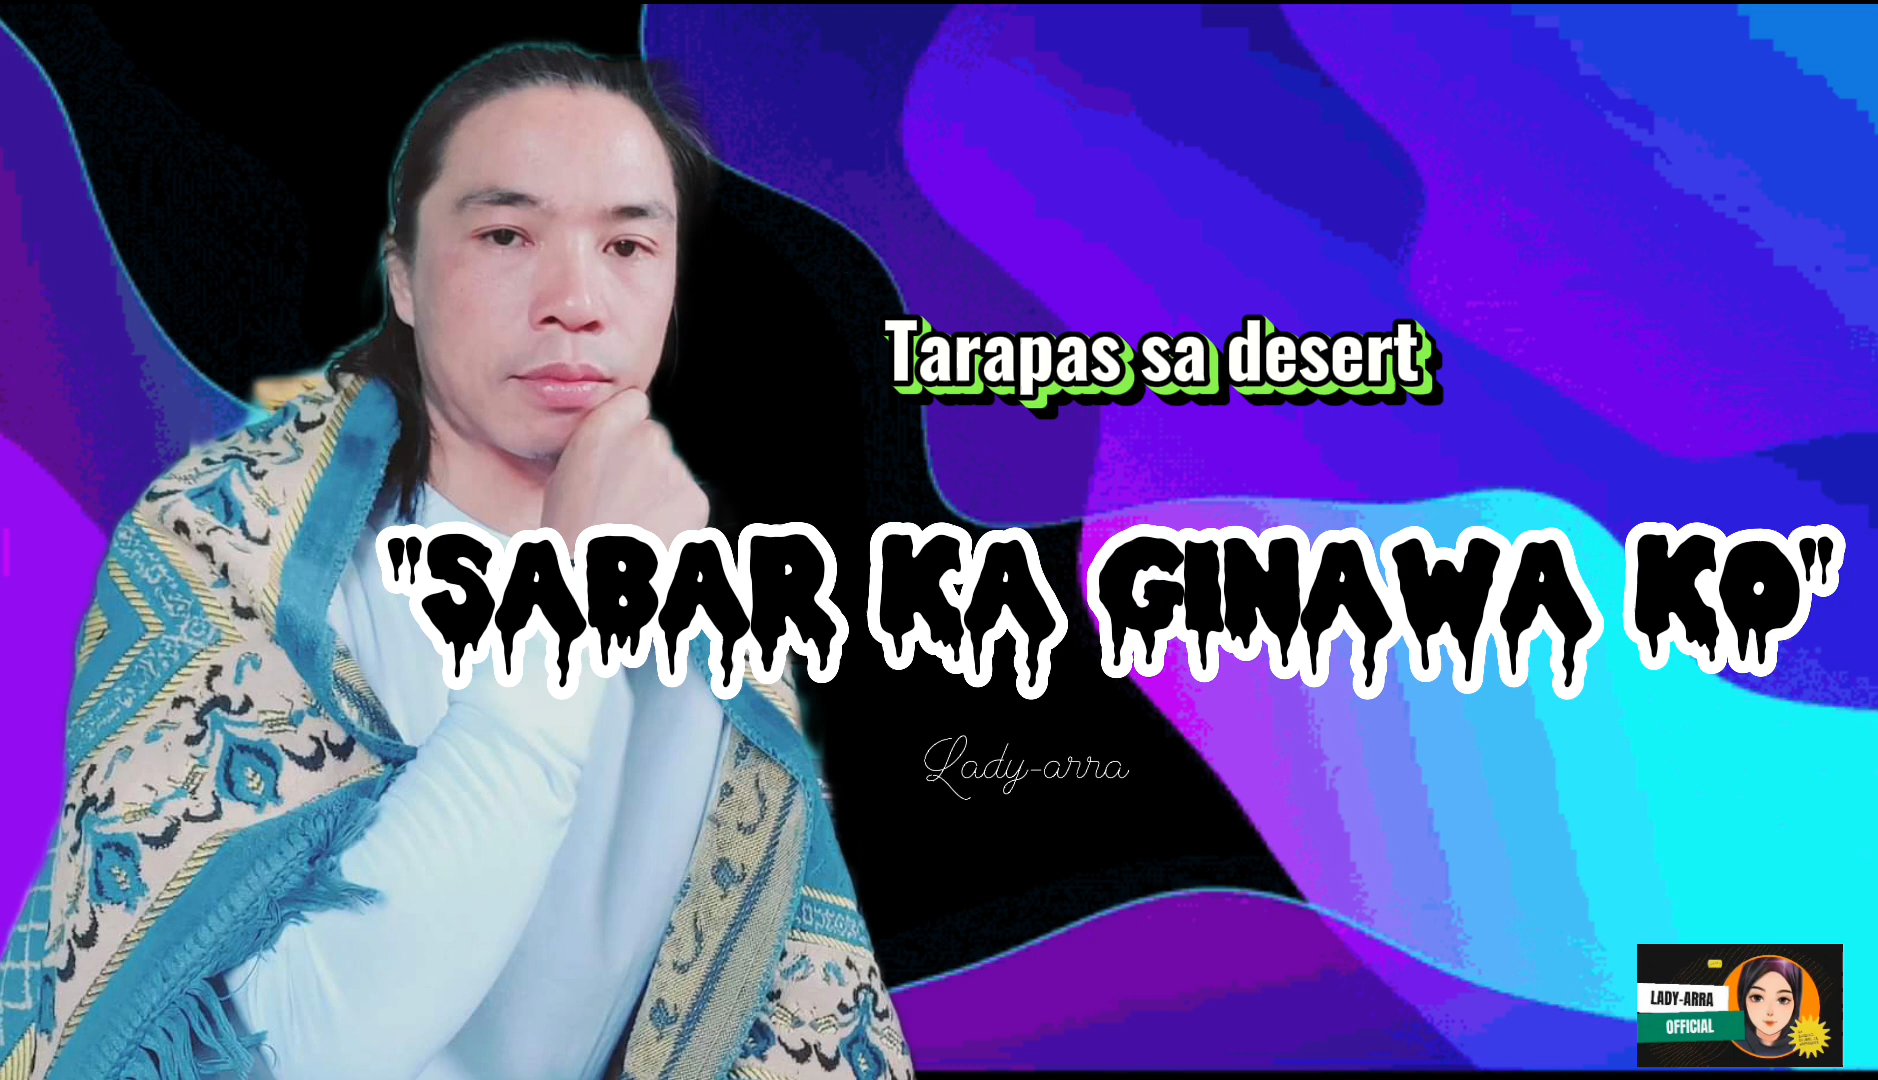 Tarapas sa desert
"SABAR KA GINAWA KO"
Lady-arra
LADY-ARRA
OFFICIAL